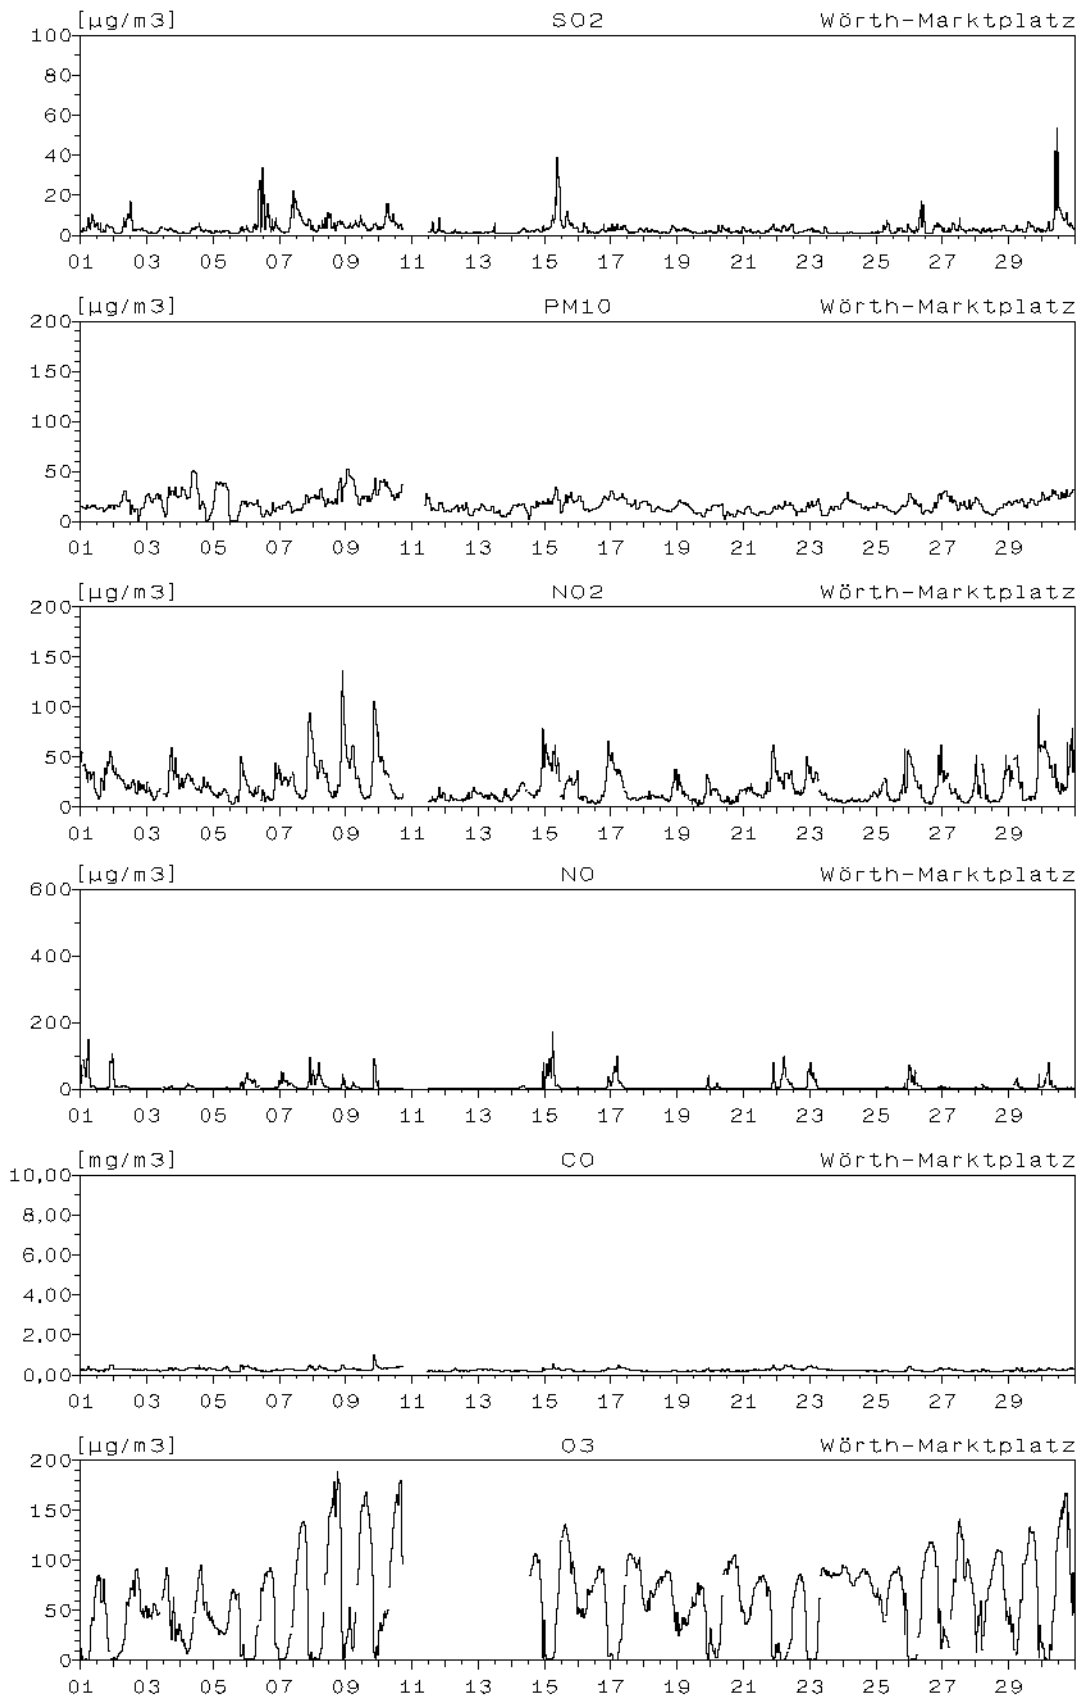 [µg/m3] SO2 Wörth-Marktplatz
100
80
60
40
20
0
01 03 05 07 09 11 13 15 17 19 21 23 25 27 29
[µg/m3] PM10 Wörth-Marktplatz
200
150
100
50
0
01 03 05 07 09 11 13 15 17 19 21 23 25 27 29
[µg/m3] NO2 Wörth-Marktplatz
200
150
100
50
0
01 03 05 07 09 11 13 15 17 19 21 23 25 27 29
[µg/m3] NO Wörth-Marktplatz
600
400
200
0
01 03 05 07 09 11 13 15 17 19 21 23 25 27 29
[mg/m3] CO Wörth-Marktplatz
10,00
8,00
6,00
4,00
2,00
0,00
01 03 05 07 09 11 13 15 17 19 21 23 25 27 29
[µg/m3] O3 Wörth-Marktplatz
200
150
100
50
0
01 03 05 07 09 11 13 15 17 19 21 23 25 27 29